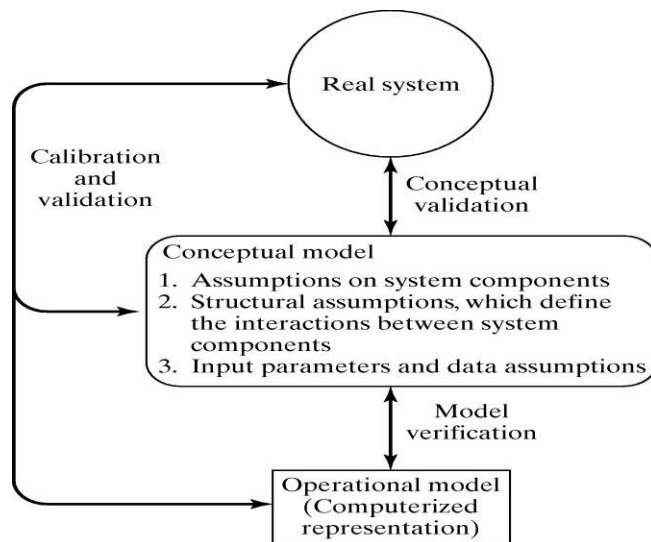 Real system
Calibration
and
validation
Conceptual
validation
Conceptual model
1. Assumptions on system components
2. Structural assumptions, which define
the interactions between system
components
3. Input parameters and data assumptions
Model
verification
Operational model
(Computerized
representation)